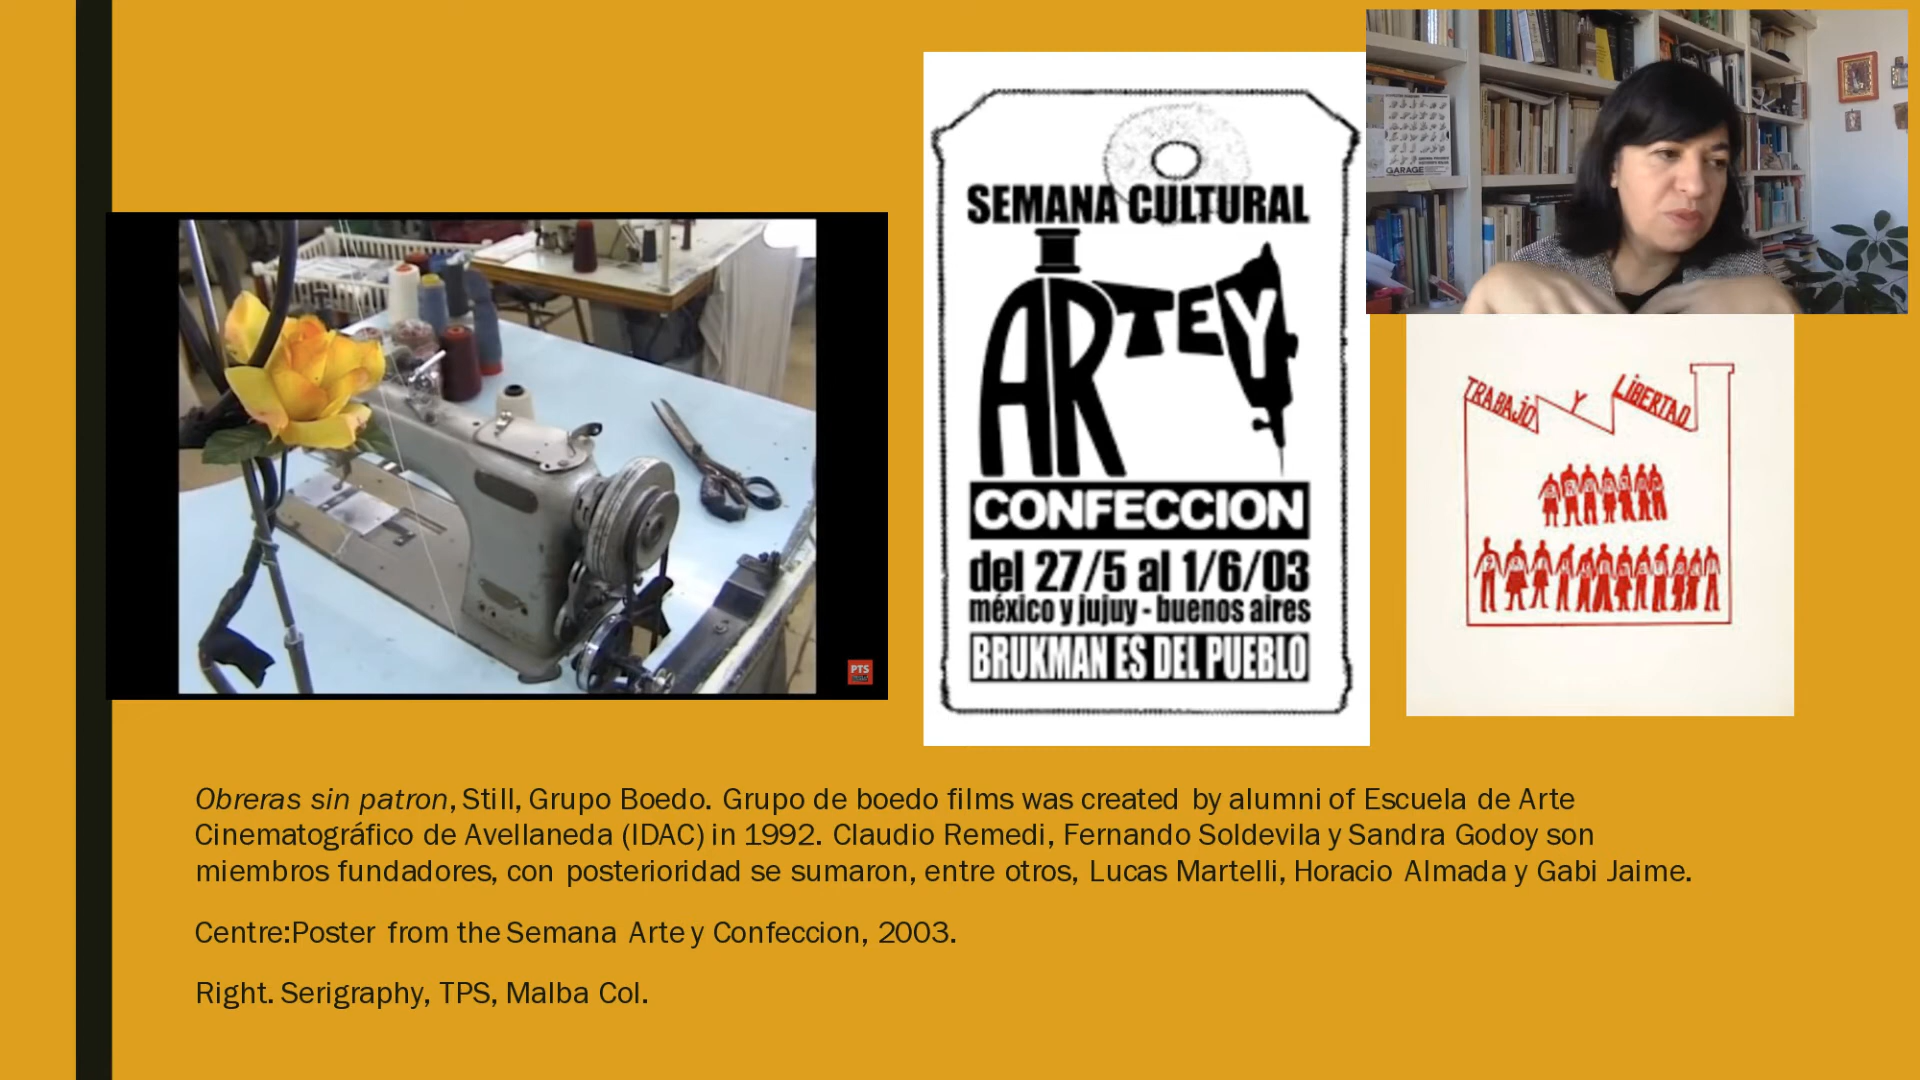 SEMANA CULTURAL
ARTE Y
CONFECCION
del 27/5 al 1/6/03
méxico y jujuy - buenos aires
BRUKMAN ES DEL PUEBLO
GARAGE
TRABAJO Y LIBERTAD
PTS
Obreras sin patron, Still, Grupo Boedo. Grupo de boedo films was created by alumni of Escuela de Arte
Cinematográfico de Avellaneda (IDAC) in 1992. Claudio Remedi, Fernando Soldevila y Sandra Godoy son
miembros fundadores, con posterioridad se sumaron, entre otros, Lucas Martelli, Horacio Almada y Gabi Jaime.
Centre:Poster from the Semana Arte y Confeccion, 2003.
Right. Serigraphy, TPS, Malba Col.